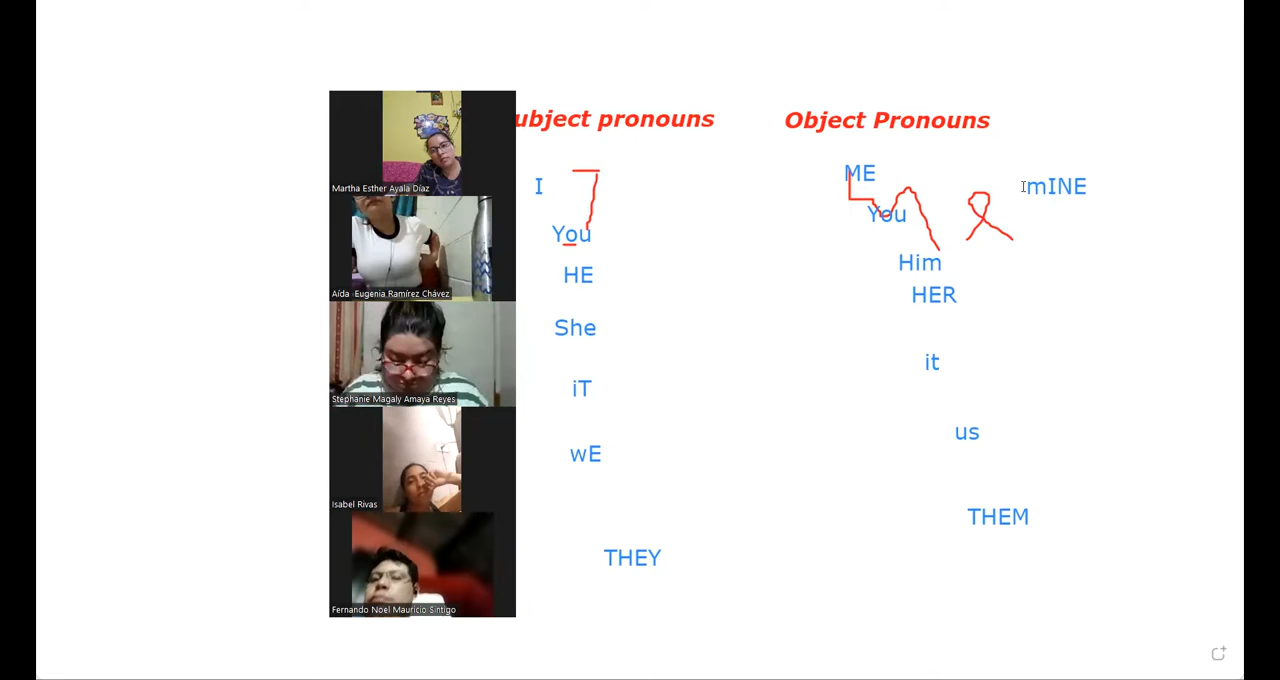 ubject pronouns
Object Pronouns
I
ME
mINE
You
You
HE
Him
HER
She
iT
it
wE
us
THEM
THEY
Martha Esther Ayala Díaz
Aída Eugenia Ramírez Chávez
Stephanie Magaly Amaya Reyes
Isabel Rivas
Fernando Noel Mauricio Sintigo